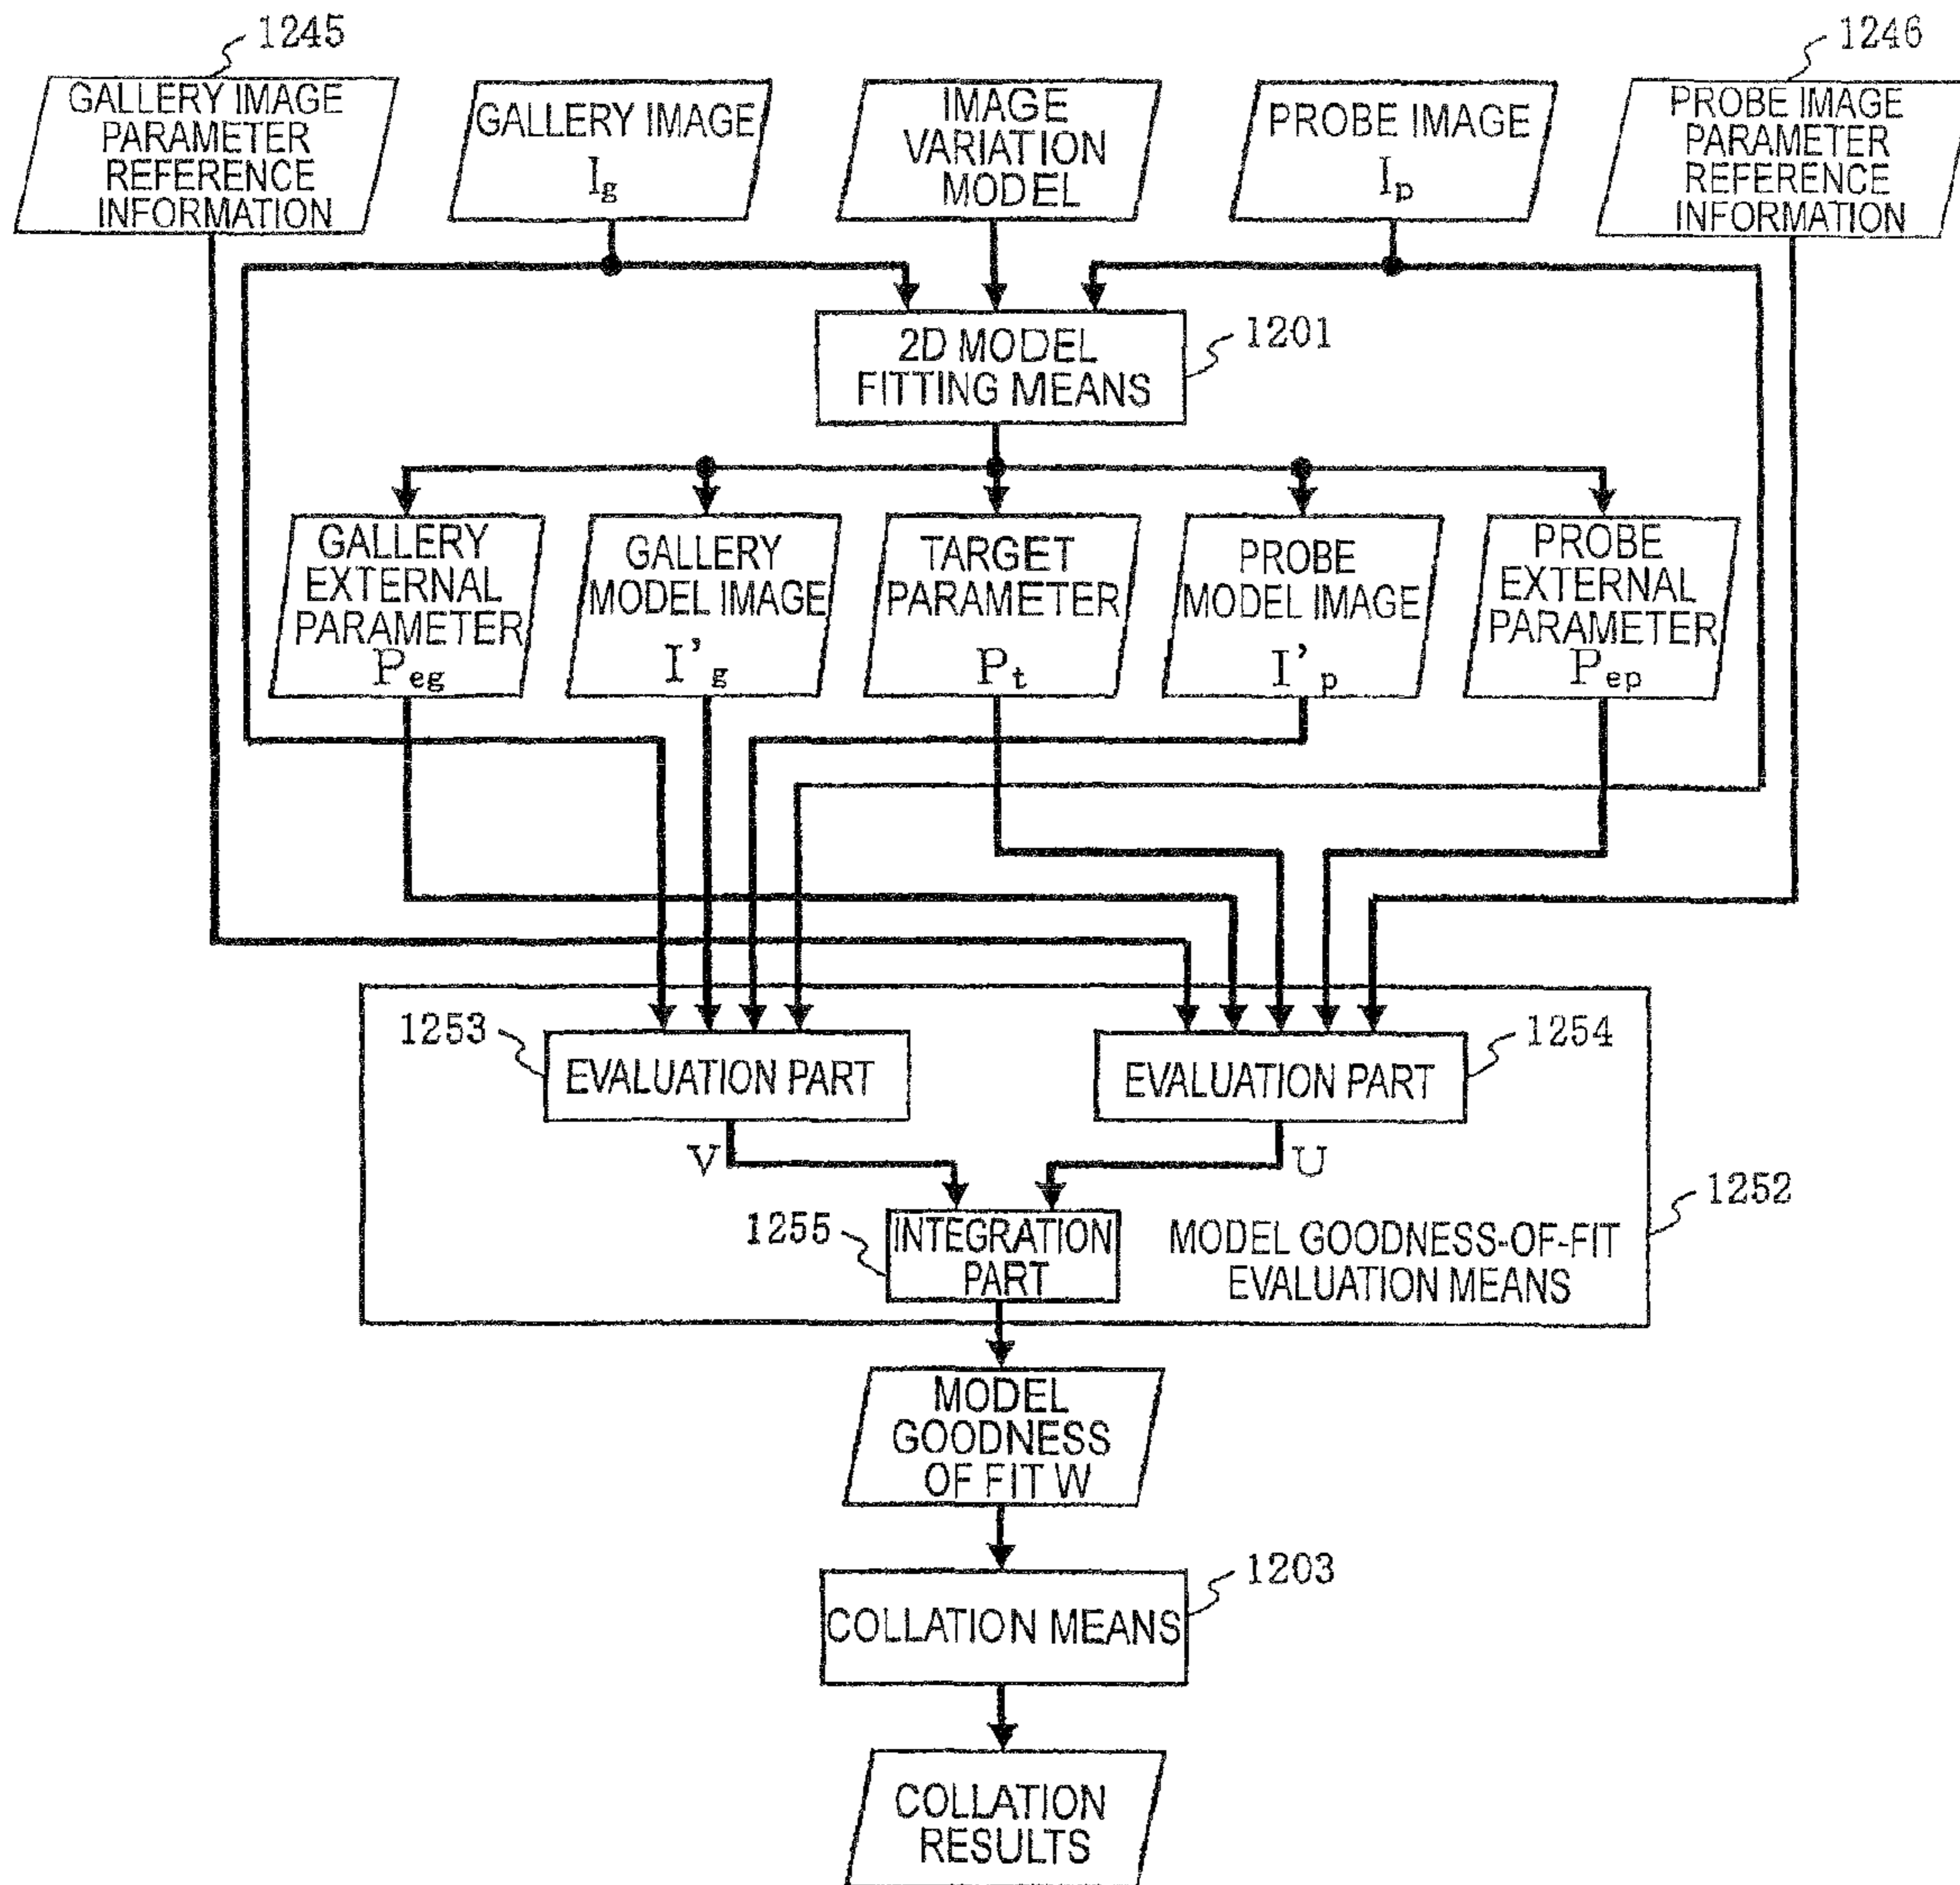 1245
1246
GALLERY IMAGE
PARAMETER
REFERENCE
INFORMATION
GALLERY IMAGE
Ig
IMAGE
VARIATION
MODEL
PROBE IMAGE
Ip
PROBE IMAGE
PARAMETER
REFERENCE
INFORMATION
2D MODEL
FITTING MEANS
1201
GALLERY
EXTERNAL
PARAMETER
Peg
GALLERY
MODEL IMAGE
I'g
TARGET
PARAMETER
Pt
PROBE
MODEL IMAGE
I'p
PROBE
EXTERNAL
PARAMETER
Pep
1253
EVALUATION PART
1254
EVALUATION PART
V
U
1255
INTEGRATION
PART
MODEL GOODNESS-OF-FIT
EVALUATION MEANS
1252
MODEL
GOODNESS
OF FIT W
1203
COLLATION MEANS
COLLATION
RESULTS